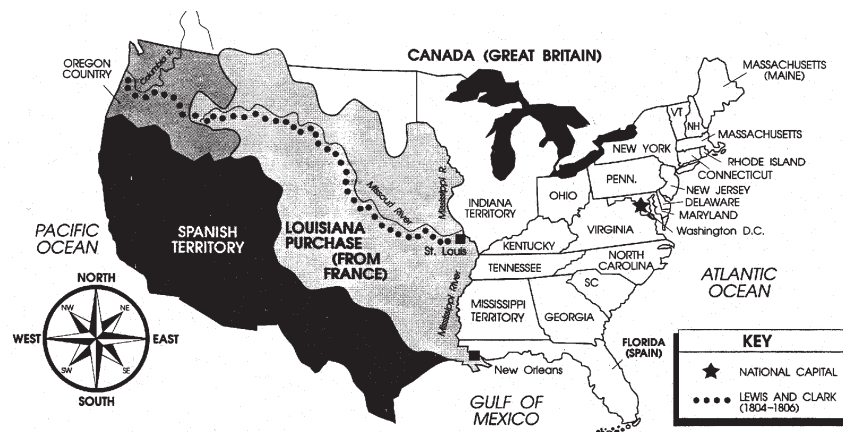 CANADA (GREAT BRITAIN)
OREGON
COUNTRY
Columbia R.
MASSACHUSETTS
(MAINE)
VT
NH
MASSACHUSETTS
NEW YORK
RHODE ISLAND
CONNECTICUT
PENN.
NEW JERSEY
DELAWARE
MARYLAND
Washington D.C.
OHIO
INDIANA
TERRITORY
Mississippi R.
Missouri River
VIRGINIA
PACIFIC
OCEAN
SPANISH
TERRITORY
LOUISIANA
PURCHASE
(FROM
FRANCE)
St. Louis
KENTUCKY
TENNESSEE
NORTH
CAROLINA
SC
ATLANTIC
OCEAN
Mississippi River
MISSISSIPPI
TERRITORY
GEORGIA
FLORIDA
(SPAIN)
New Orleans
GULF OF
MEXICO
NORTH
NW
NE
WEST
EAST
SW
SE
SOUTH
KEY
NATIONAL CAPITAL
LEWIS AND CLARK
(1804-1806)